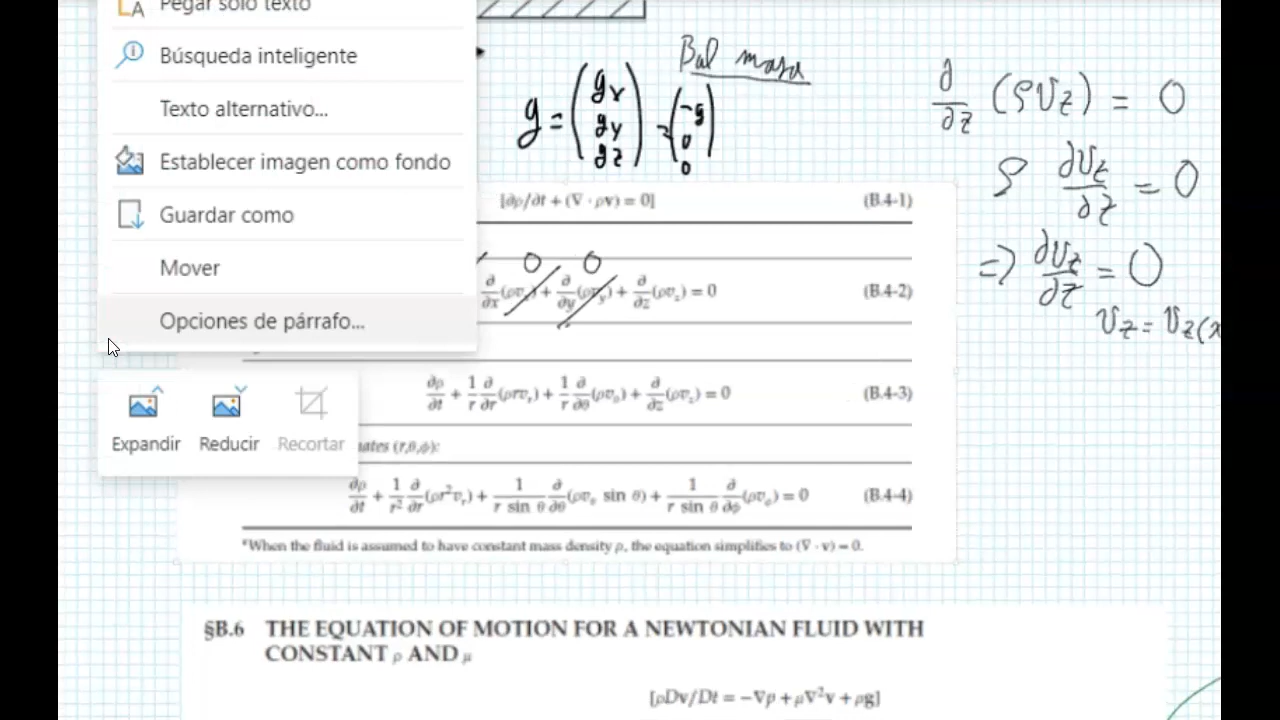 Pegar solo texto
Búsqueda inteligente
Texto alternativo...
Establecer imagen como fondo
Guardar como
Mover
Opciones de párrafo...
Expandir Reducir Recortar
Bal masa
g = (gx gy gz) = (-g 0 0)
∂/∂z (ρVz) = 0
ρ ∂Vz/∂z = 0
=> ∂Vz/∂z = 0
Vz = Vz(x
[∂ρ/∂t + (∇ · ρv) = 0] (B.4-1)
0 0
∂/∂x (ρvx) + ∂/∂y (ρvy) + ∂/∂z (ρvz) = 0 (B.4-2)
∂ρ/∂t + 1/r ∂/∂r (ρrvr) + 1/r ∂/∂θ (ρvθ) + ∂/∂z (ρvz) = 0 (B.4-3)
(r,θ,ϕ):
∂ρ/∂t + 1/r² ∂/∂r (ρr²vr) + 1/(r sin θ) ∂/∂θ (ρvθ sin θ) + 1/(r sin θ) ∂/∂ϕ (ρvϕ) = 0 (B.4-4)
When the fluid is assumed to have constant mass density ρ, the equation simplifies to (∇ · v) = 0.
§B.6 THE EQUATION OF MOTION FOR A NEWTONIAN FLUID WITH
CONSTANT ρ AND μ
[ρDv/Dt = −∇p + μ∇²v + ρg]